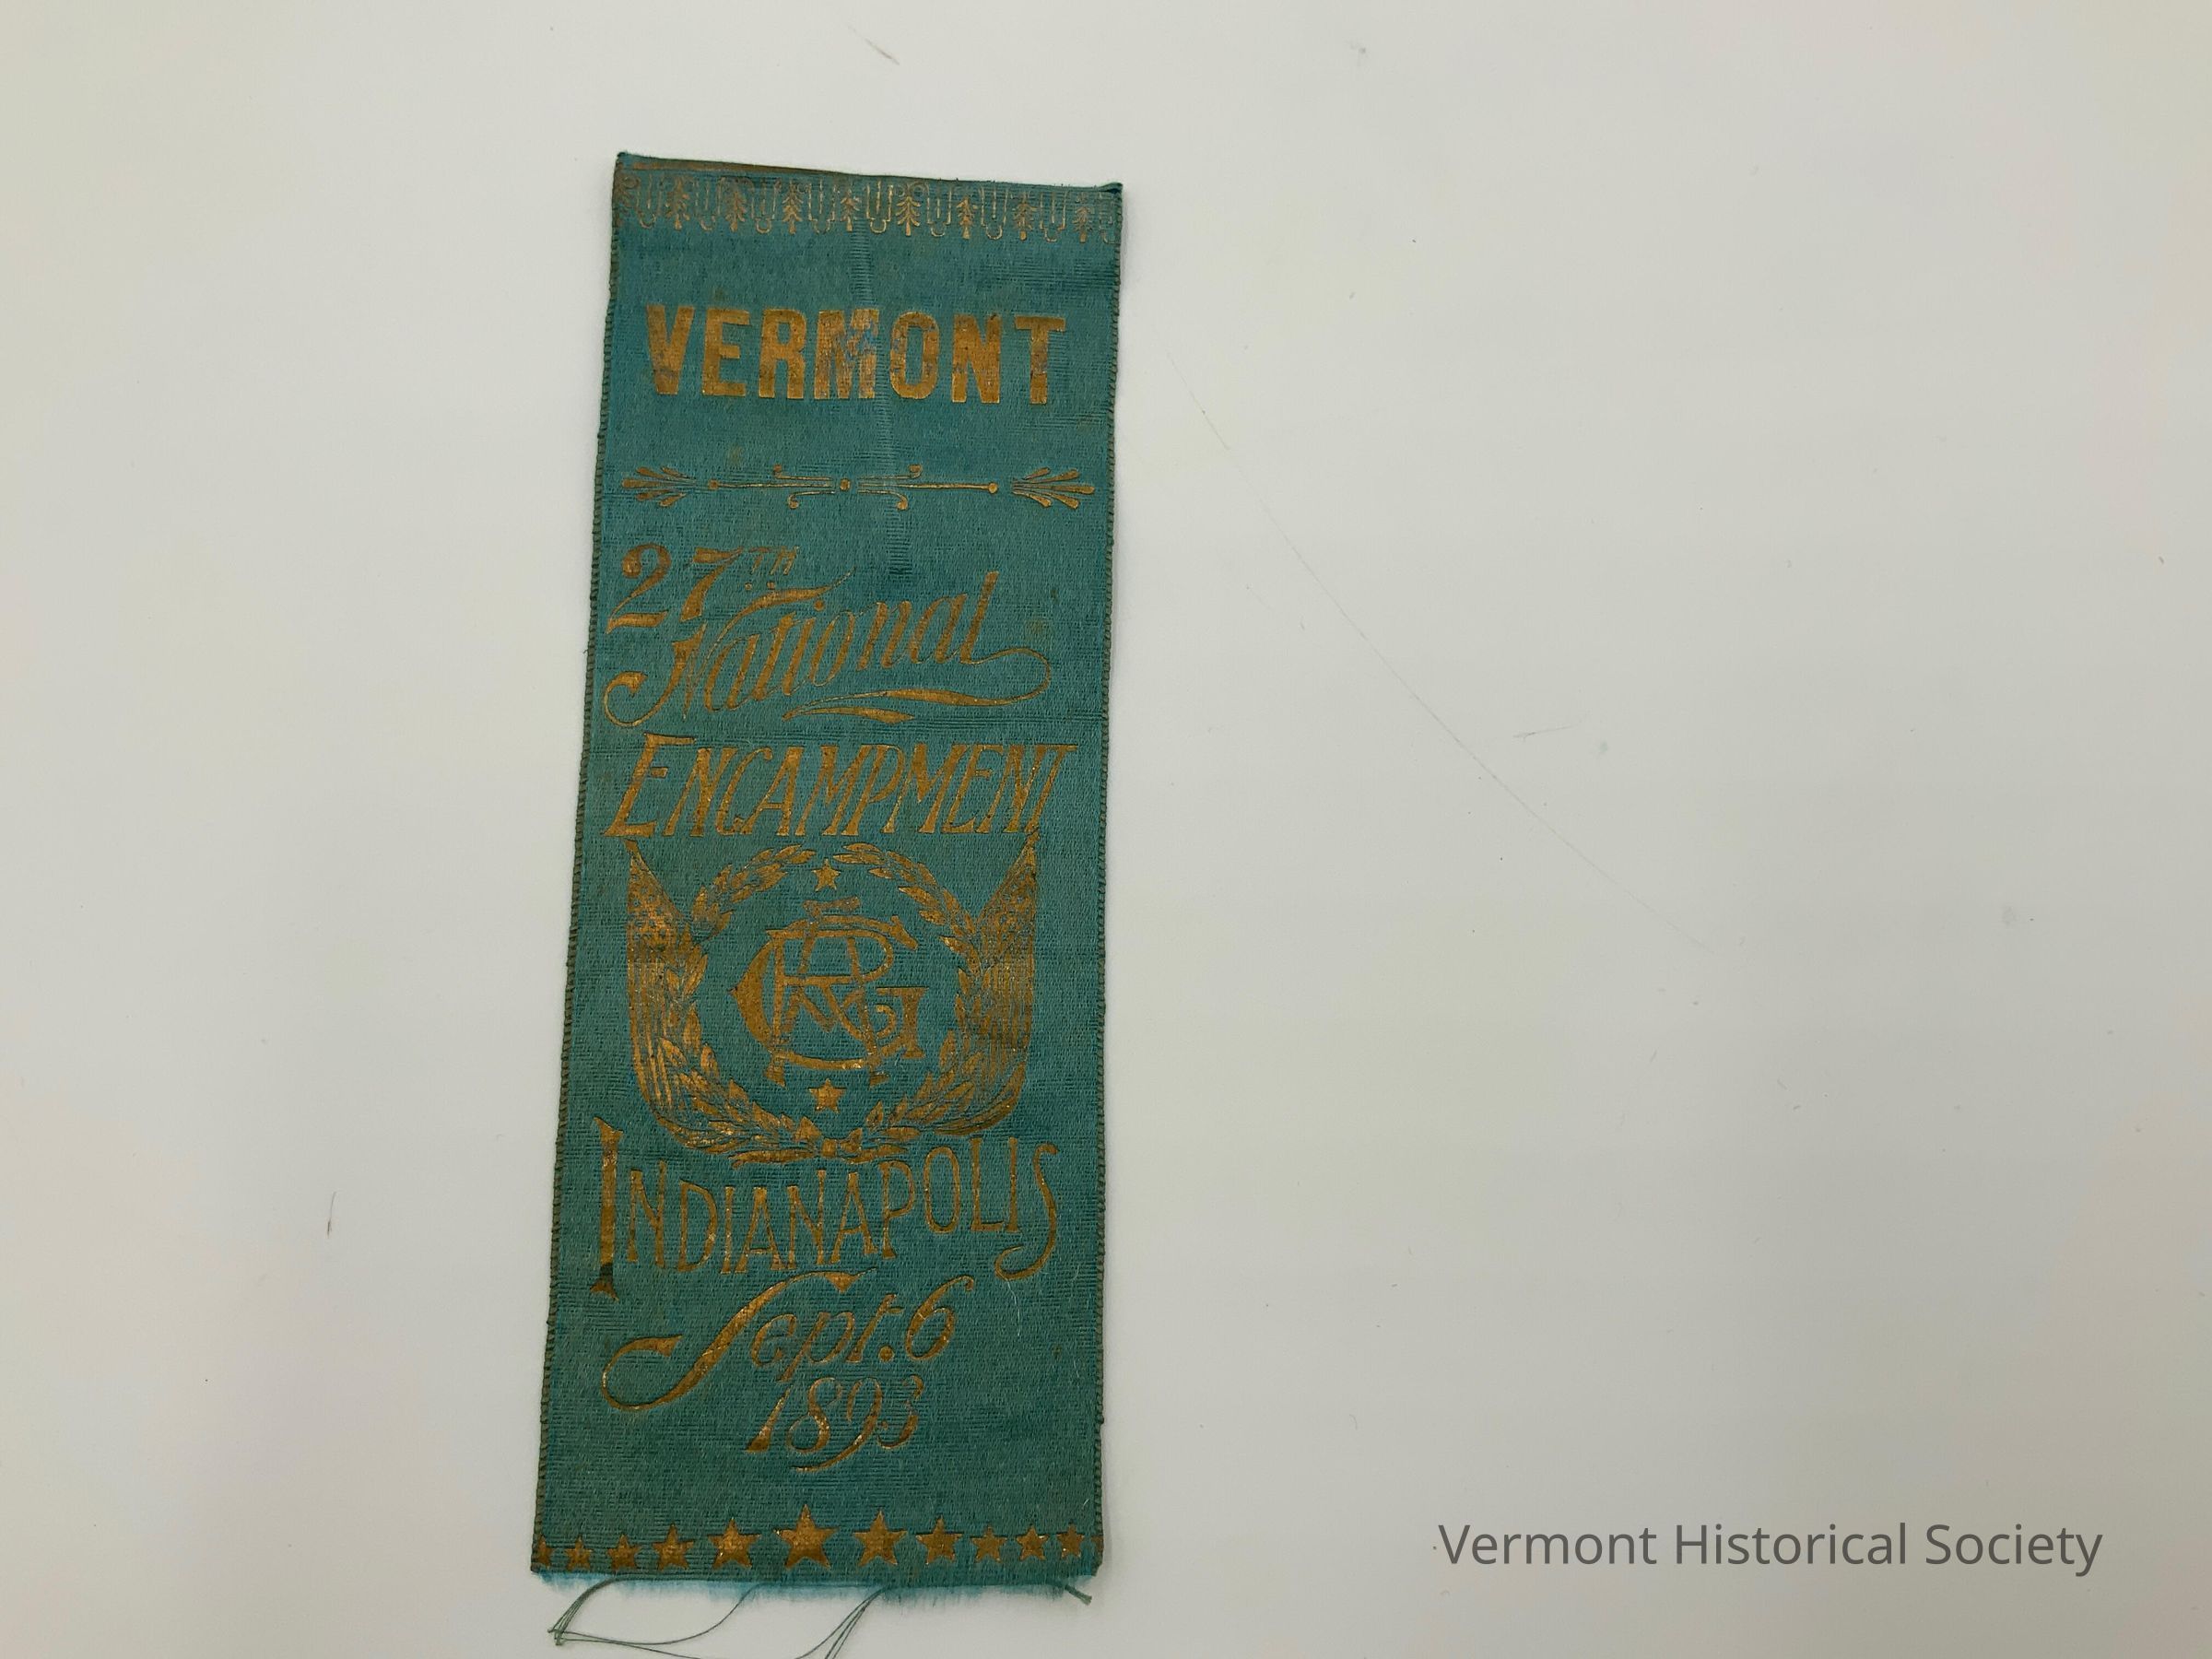 VERMONT
27TH
National
ENCAMPMENT
GAR
INDIANAPOLIS
Sept. 6
1893
Vermont Historical Society